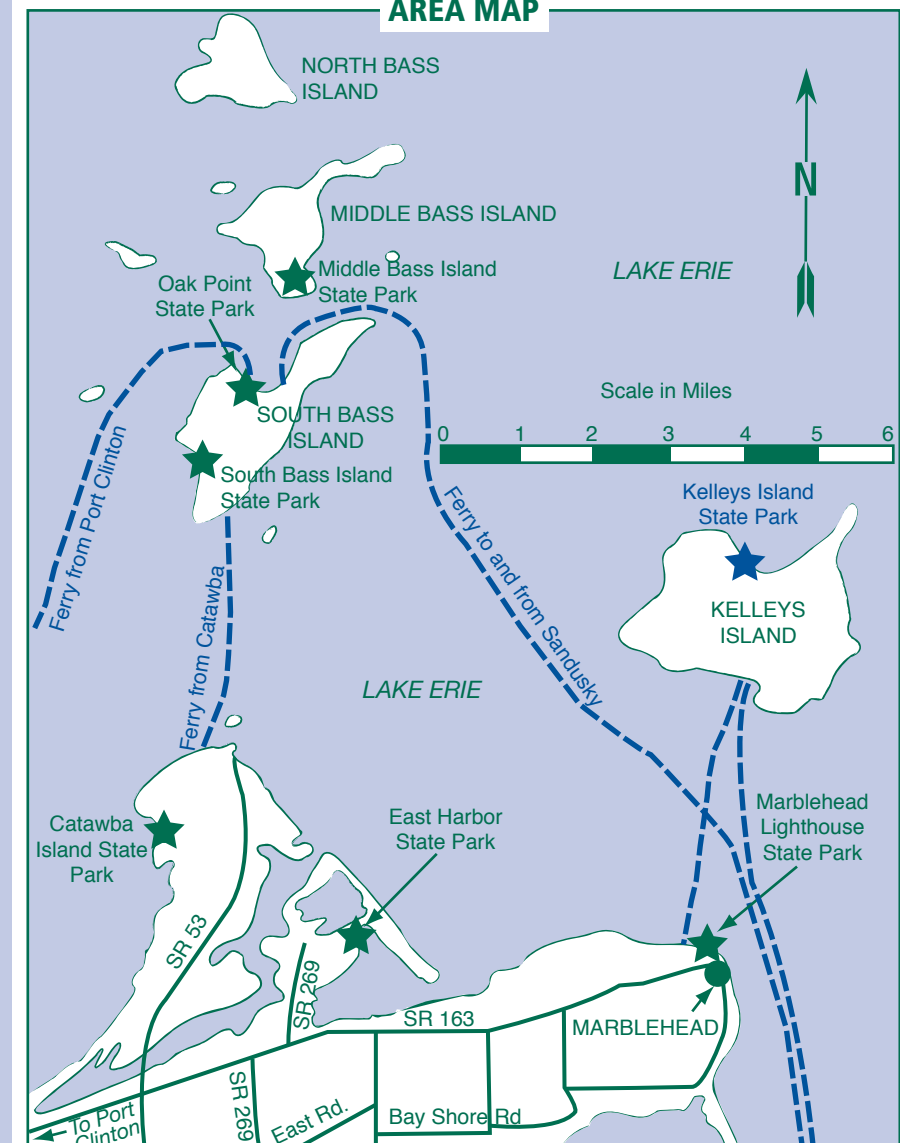 AREA MAP
NORTH BASS
ISLAND
N
MIDDLE BASS ISLAND
LAKE ERIE
Middle Bass Island
State Park
Oak Point
State Park
Scale in Miles
0 1 2 3 4 5 6
SOUTH BASS
ISLAND
South Bass Island
State Park
Ferry from Port Clinton
Ferry to and from Sandusky
Kelleys Island
State Park
KELLEYS
ISLAND
Ferry from Catawba
LAKE ERIE
Marblehead
Lighthouse
State Park
East Harbor
State Park
Catawba
Island State
Park
SR 53
SR 269
SR 163
MARBLEHEAD
SR 269
East Rd.
Bay Shore Rd
To Port
Clinton